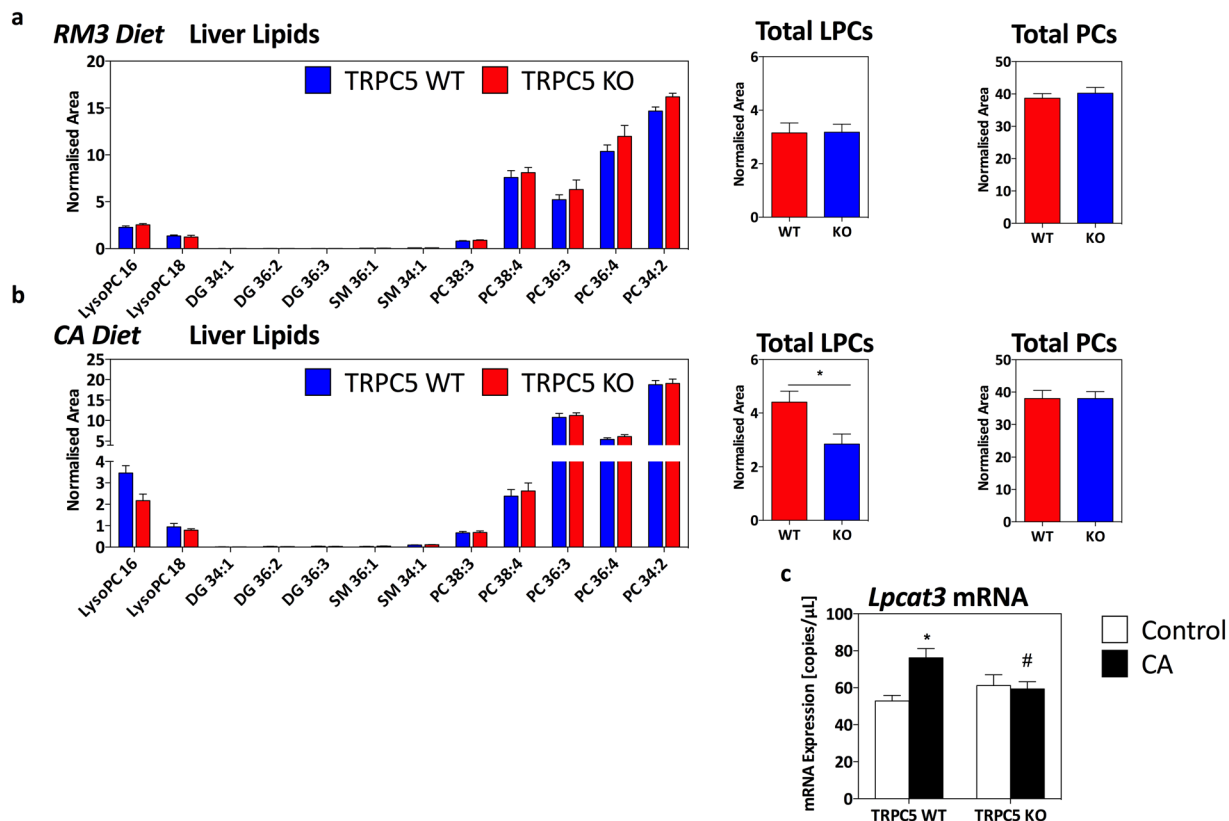 a
RM3 Diet Liver Lipids
TRPC5 WT TRPC5 KO
Normalised Area
20
15
10
5
0
LysoPC 16
LysoPC 18
DG 34:1
DG 36:2
DG 36:3
SM 36:1
SM 34:1
PC 38:3
PC 38:4
PC 36:3
PC 36:4
PC 34:2
Total LPCs
Normalised Area
6
4
2
0
WT KO
Total PCs
Normalised Area
50
40
30
20
10
0
WT KO
b
CA Diet Liver Lipids
TRPC5 WT TRPC5 KO
Normalised Area
25
20
15
10
5
4
3
2
1
0
LysoPC 16
LysoPC 18
DG 34:1
DG 36:2
DG 36:3
SM 36:1
SM 34:1
PC 38:3
PC 38:4
PC 36:3
PC 36:4
PC 34:2
Total LPCs
Normalised Area
6
4
2
0
*
WT KO
Total PCs
Normalised Area
50
40
30
20
10
0
WT KO
c
Lpcat3 mRNA
mRNA Expression [copies/µL]
100
80
60
40
20
0
*
#
TRPC5 WT TRPC5 KO
Control
CA